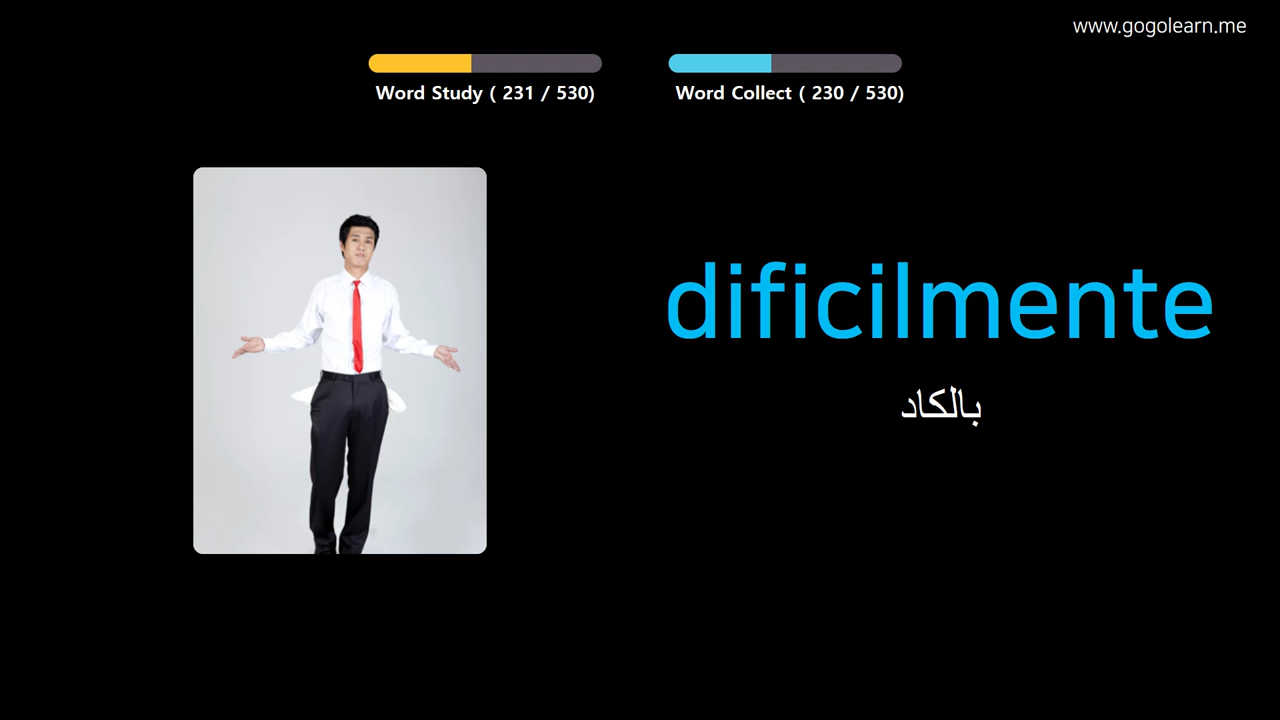 www.gogolearn.me
Word Study ( 231 / 530)
Word Collect ( 230 / 530)
dificilmente
بالكاد